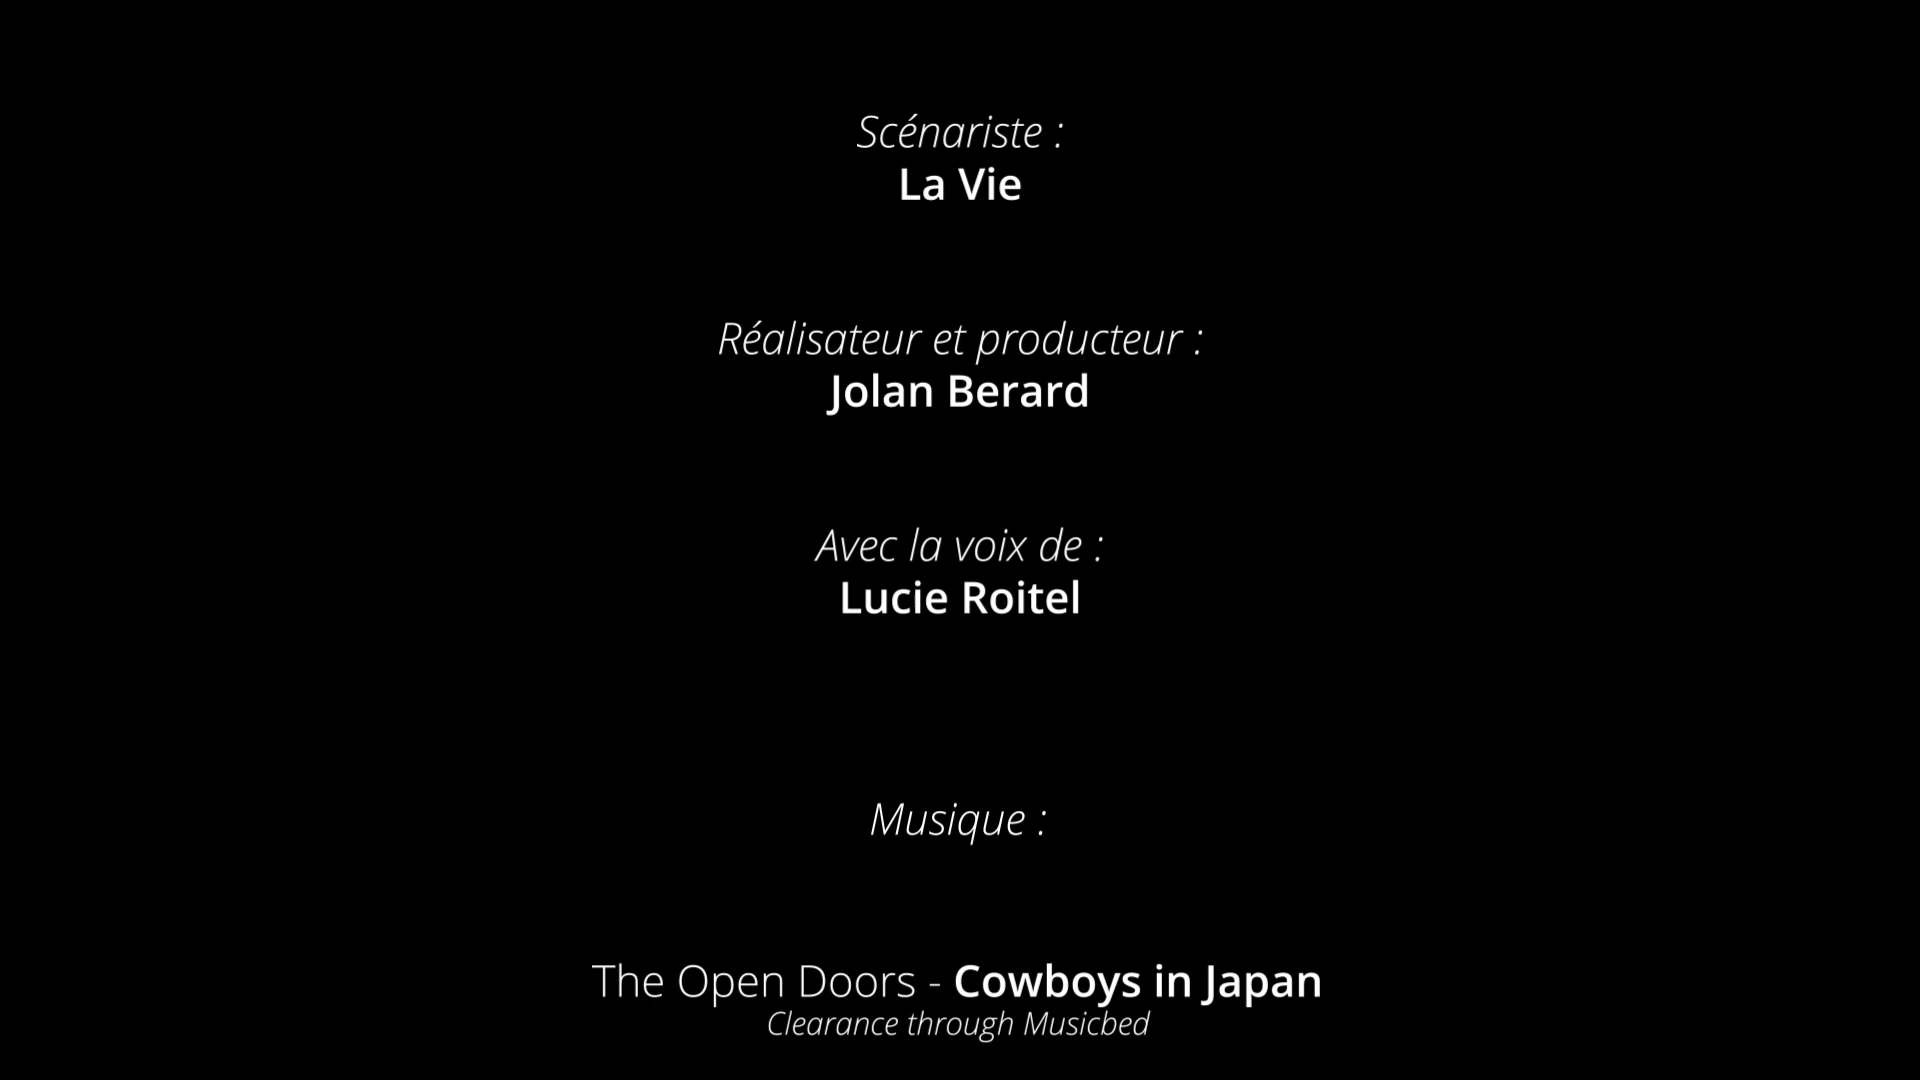 Scénariste :
La Vie
Réalisateur et producteur :
Jolan Berard
Avec la voix de :
Lucie Roitel
Musique :
The Open Doors - Cowboys in Japan
Clearance through Musicbed